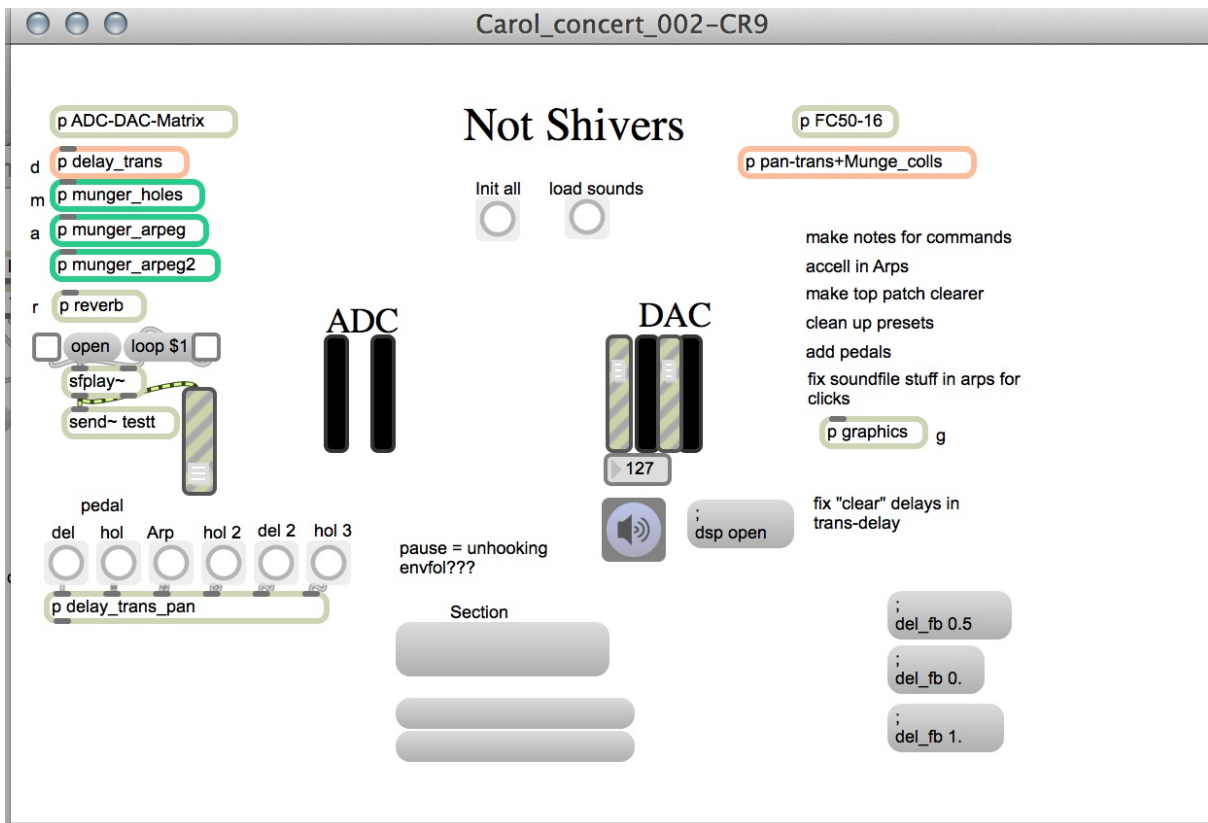 Carol_concert_002-CR9
Not Shivers
p ADC-DAC-Matrix
d
p delay_trans
m
p munger_holes
a
p munger_arpeg
p munger_arpeg2
r
p reverb
open
loop $1
sfplay~
send~ testt
Init all
load sounds
p FC50-16
p pan-trans+Munge_colls
make notes for commands
accell in Arps
make top patch clearer
clean up presets
add pedals
fix soundfile stuff in arps for
clicks
p graphics
g
ADC
DAC
127
;
dsp open
fix "clear" delays in
trans-delay
pedal
del
hol
Arp
hol 2
del 2
hol 3
p delay_trans_pan
pause = unhooking
envfol???
Section
;
del_fb 0.5
;
del_fb 0.
;
del_fb 1.